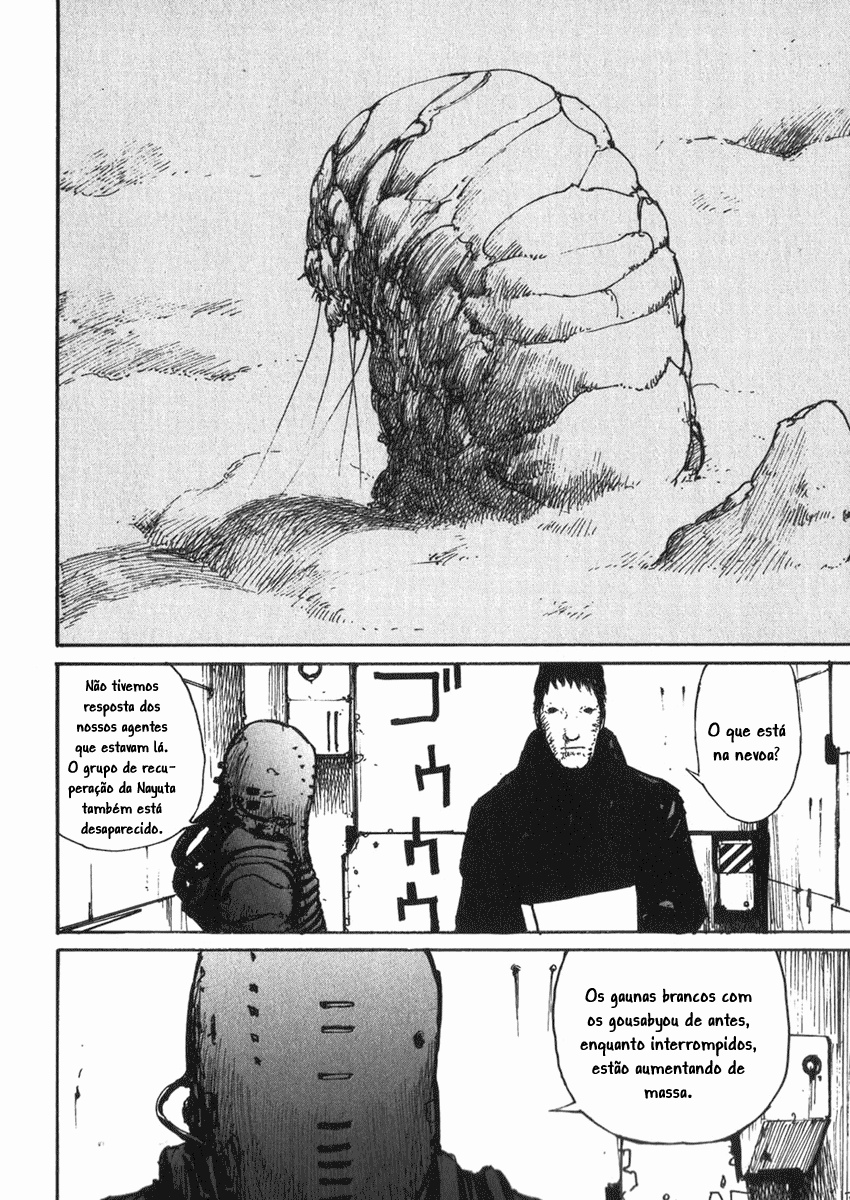 O que está
na nevoa?
ゴ
ウ
ウ
ウ
Não tivemos
resposta dos
nossos agentes
que estavam lá.
O grupo de recu-
peração da Nayuta
também está
desaparecido.
Os gaunas brancos com
os gousabyou de antes,
enquanto interrompidos,
estão aumentando de
massa.